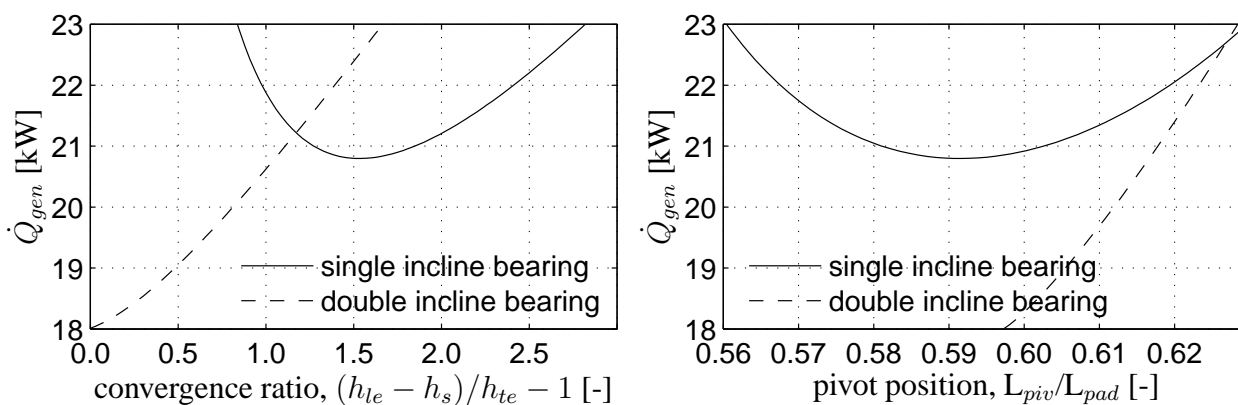 23
22
21
20
19
18
Q̇gen [kW]
single incline bearing
double incline bearing
0.0 0.5 1.0 1.5 2.0 2.5
convergence ratio, (hle − hs)/hte − 1 [-]
23
22
21
20
19
18
Q̇gen [kW]
single incline bearing
double incline bearing
0.56 0.57 0.58 0.59 0.60 0.61 0.62
pivot position, Lpiv/Lpad [-]